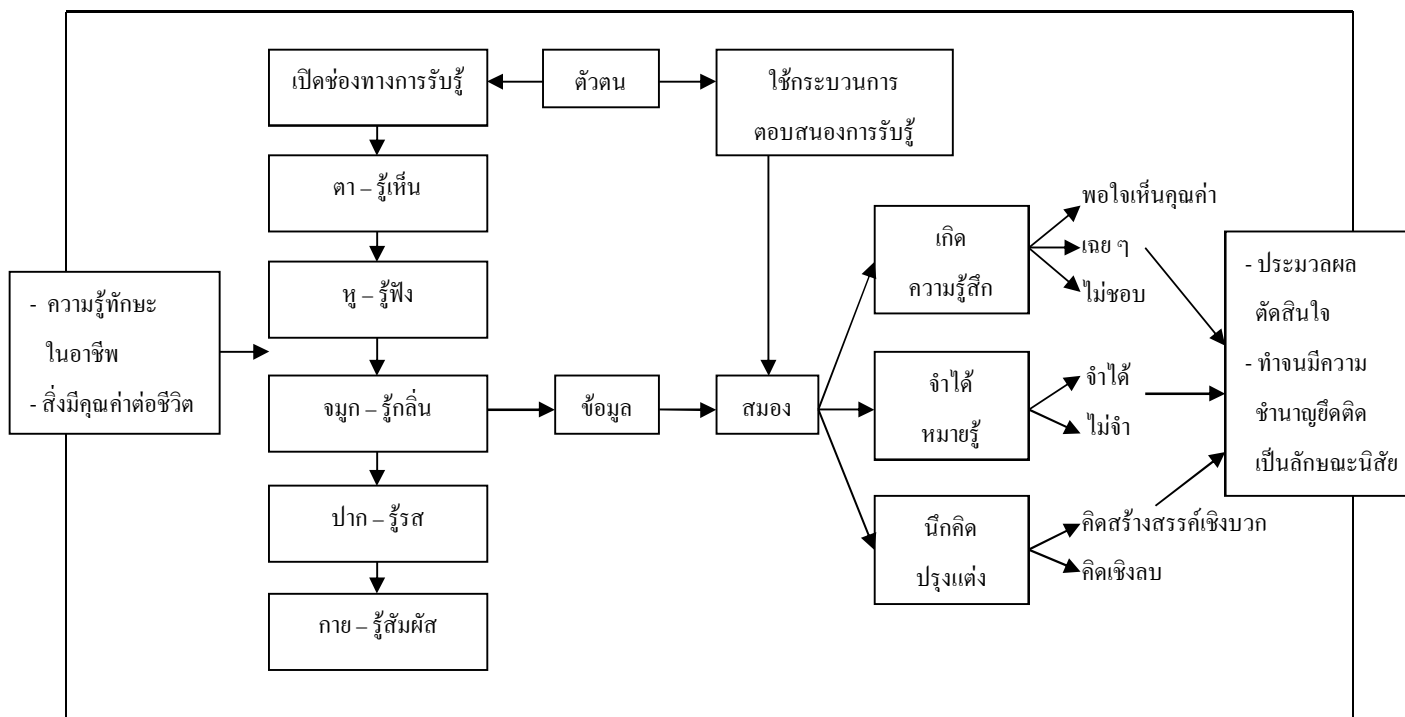 เปิดช่องทางการรับรู้
ตัวตน
ใช้กระบวนการ
ตอบสนองการรับรู้
ตา – รู้เห็น
หู – รู้ฟัง
จมูก – รู้กลิ่น
ปาก – รู้รส
กาย – รู้สัมผัส
- ความรู้ทักษะ
ในอาชีพ
- สิ่งมีคุณค่าต่อชีวิต
ข้อมูล
สมอง
เกิด
ความรู้สึก
พอใจเห็นคุณค่า
เฉย ๆ
ไม่ชอบ
จำได้
หมายรู้
จำได้
ไม่จำ
นึกคิด
ปรุงแต่ง
คิดสร้างสรรค์เชิงบวก
คิดเชิงลบ
- ประมวลผล
ตัดสินใจ
- ทำจนมีความ
ชำนาญยึดติด
เป็นลักษณะนิสัย